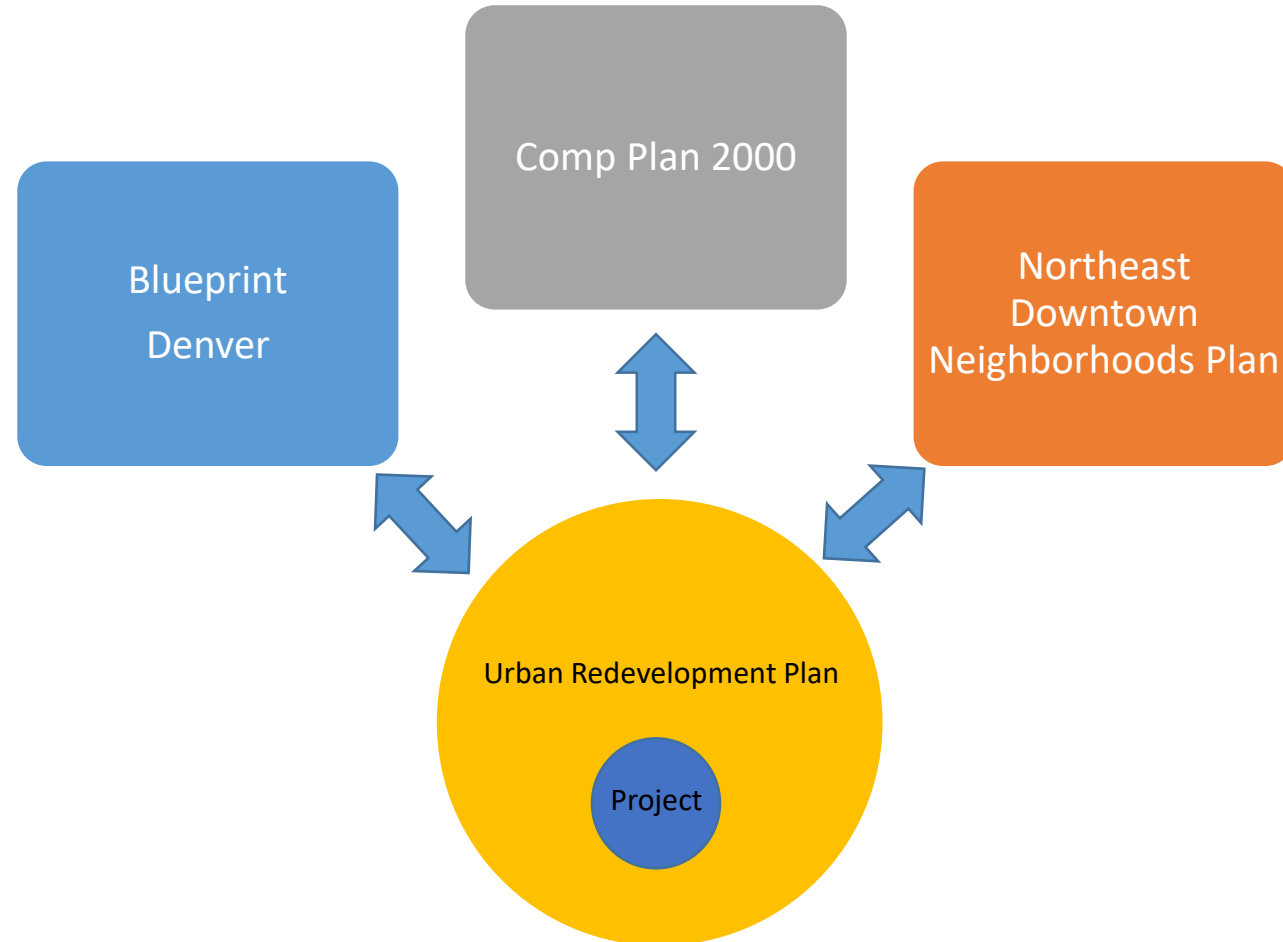 Comp Plan 2000
Blueprint
Denver
Northeast
Downtown
Neighborhoods Plan
Urban Redevelopment Plan
Project